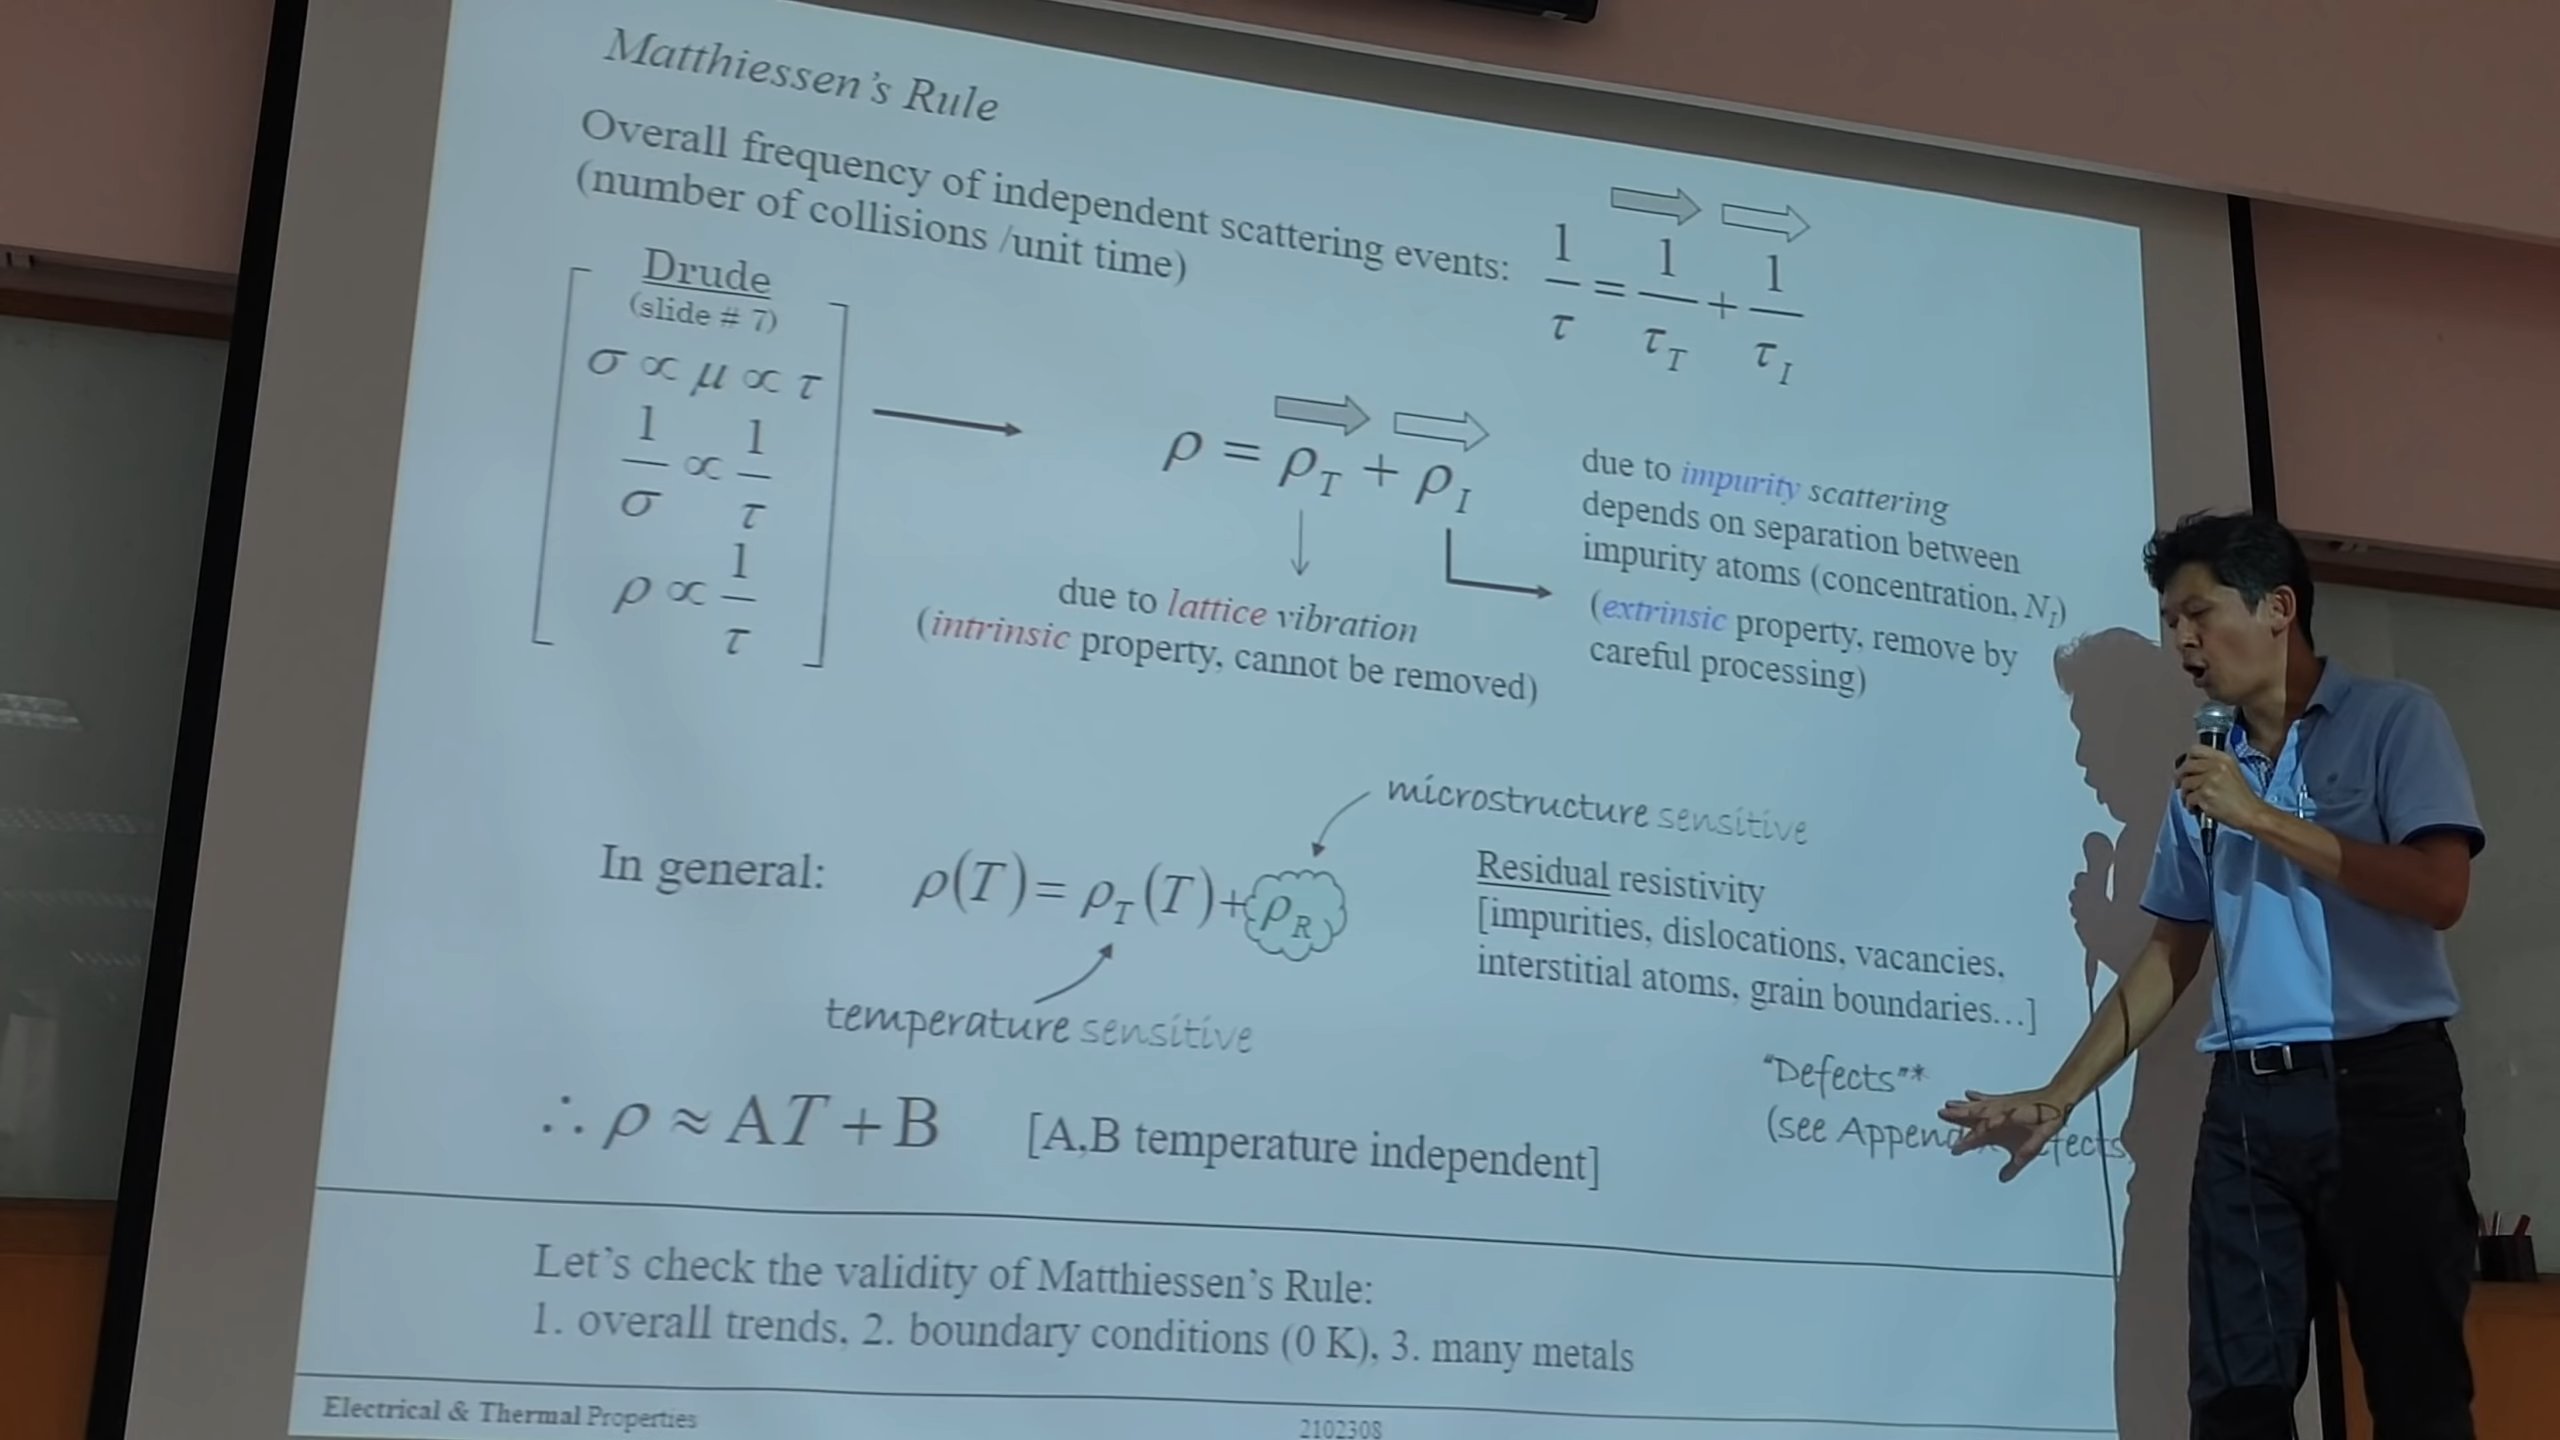 Matthiessen's Rule
Overall frequency of independent scattering events:
(number of collisions /unit time)
1/τ = 1/τ_T + 1/τ_I
Drude
(slide # 7)
σ ∝ μ ∝ τ
1/σ ∝ 1/τ
ρ ∝ 1/τ
ρ = ρ_T + ρ_I
due to lattice vibration
(intrinsic property, cannot be removed)
due to impurity scattering
depends on separation between
impurity atoms (concentration, N_I)
(extrinsic property, remove by
careful processing)
microstructure sensitive
In general: ρ(T) = ρ_T(T) + ρ_R
temperature sensitive
Residual resistivity
[impurities, dislocations, vacancies,
interstitial atoms, grain boundaries...]
"Defects"*
(see
∴ ρ ≈ AT + B [A,B temperature independent]
Let's check the validity of Matthiessen's Rule:
1. overall trends, 2. boundary conditions (0 K), 3. many metals
Electrical & Thermal Properties
2102308